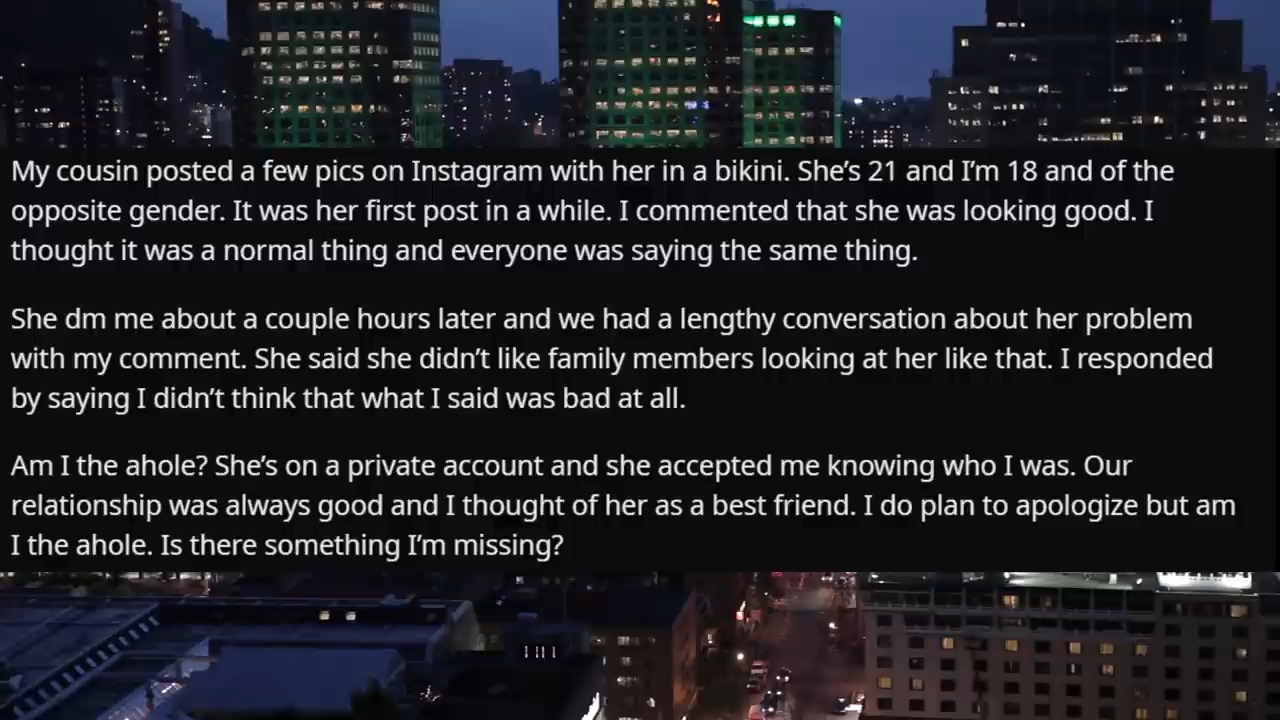 My cousin posted a few pics on Instagram with her in a bikini. She’s 21 and I’m 18 and of the
opposite gender. It was her first post in a while. I commented that she was looking good. I
thought it was a normal thing and everyone was saying the same thing.
She dm me about a couple hours later and we had a lengthy conversation about her problem
with my comment. She said she didn’t like family members looking at her like that. I responded
by saying I didn’t think that what I said was bad at all.
Am I the ahole? She’s on a private account and she accepted me knowing who I was. Our
relationship was always good and I thought of her as a best friend. I do plan to apologize but am
I the ahole. Is there something I’m missing?